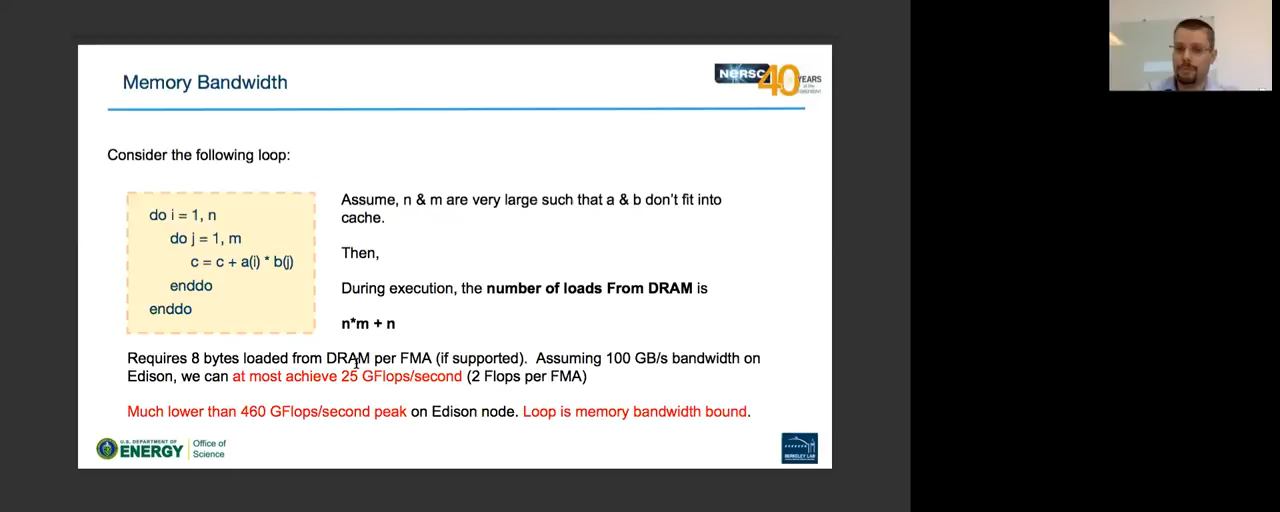 Memory Bandwidth
NERSC 40 YEARS
Consider the following loop:
do i = 1, n
do j = 1, m
c = c + a(i) * b(j)
enddo
enddo
Assume, n & m are very large such that a & b don't fit into
cache.
Then,
During execution, the number of loads From DRAM is
n*m + n
Requires 8 bytes loaded from DRAM per FMA (if supported). Assuming 100 GB/s bandwidth on
Edison, we can at most achieve 25 GFlops/second (2 Flops per FMA)
Much lower than 460 GFlops/second peak on Edison node. Loop is memory bandwidth bound.
U.S. DEPARTMENT OF
ENERGY
Office of
Science
BERKELEY LAB